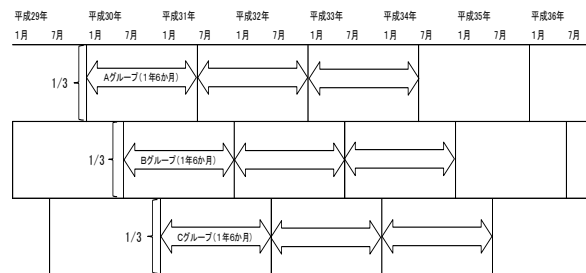 平成29年 平成30年 平成31年 平成32年 平成33年 平成34年 平成35年 平成36年
1月 7月 1月 7月 1月 7月 1月 7月 1月 7月 1月 7月 1月 7月 1月 7月
1/3 Aグループ(1年6か月)
1/3 Bグループ(1年6か月)
1/3 Cグループ(1年6か月)